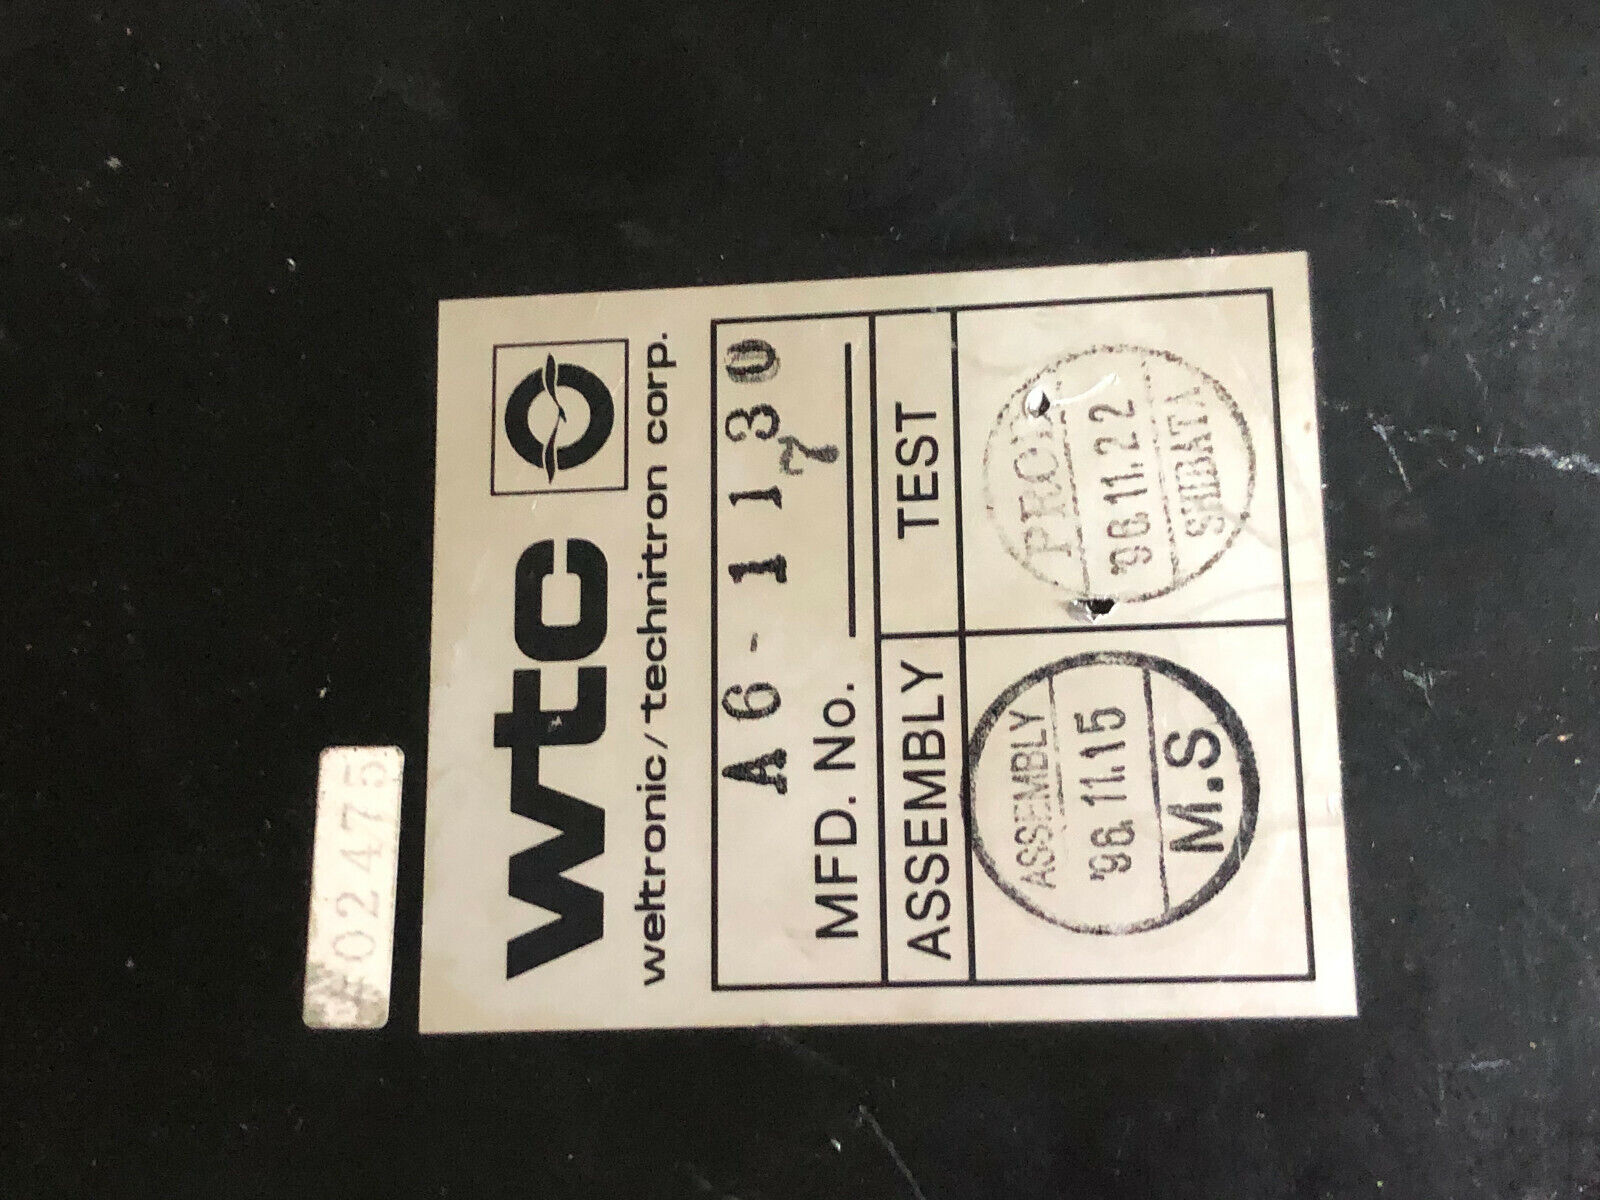 #02475
wtc
weltronic/technitron corp.
A6-1130
7
MFD. No.
ASSEMBLY TEST
ASSEMBLY
'96.11.15
M.S
'96.11.22
SHIBATA